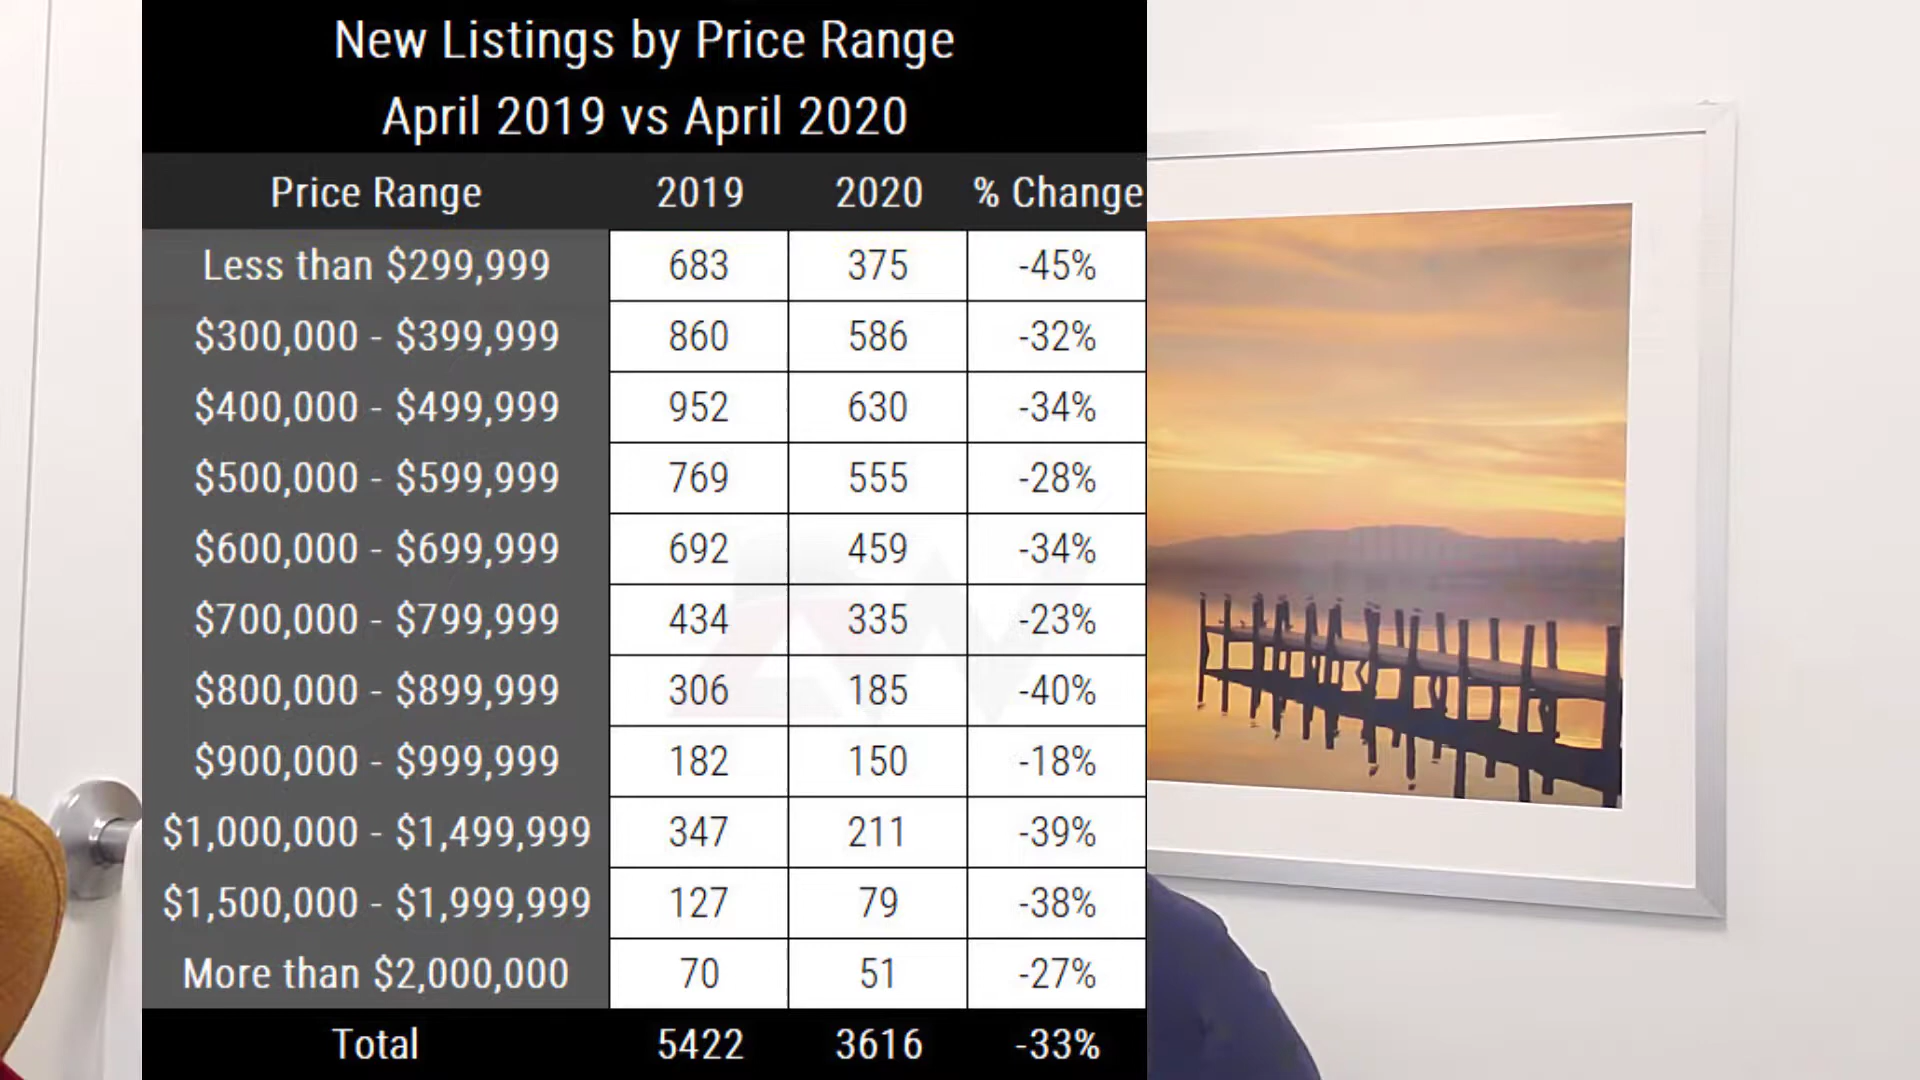 New Listings by Price Range
April 2019 vs April 2020
Price Range 2019 2020 % Change
Less than $299,999 683 375 -45%
$300,000 - $399,999 860 586 -32%
$400,000 - $499,999 952 630 -34%
$500,000 - $599,999 769 555 -28%
$600,000 - $699,999 692 459 -34%
$700,000 - $799,999 434 335 -23%
$800,000 - $899,999 306 185 -40%
$900,000 - $999,999 182 150 -18%
$1,000,000 - $1,499,999 347 211 -39%
$1,500,000 - $1,999,999 127 79 -38%
More than $2,000,000 70 51 -27%
Total 5422 3616 -33%